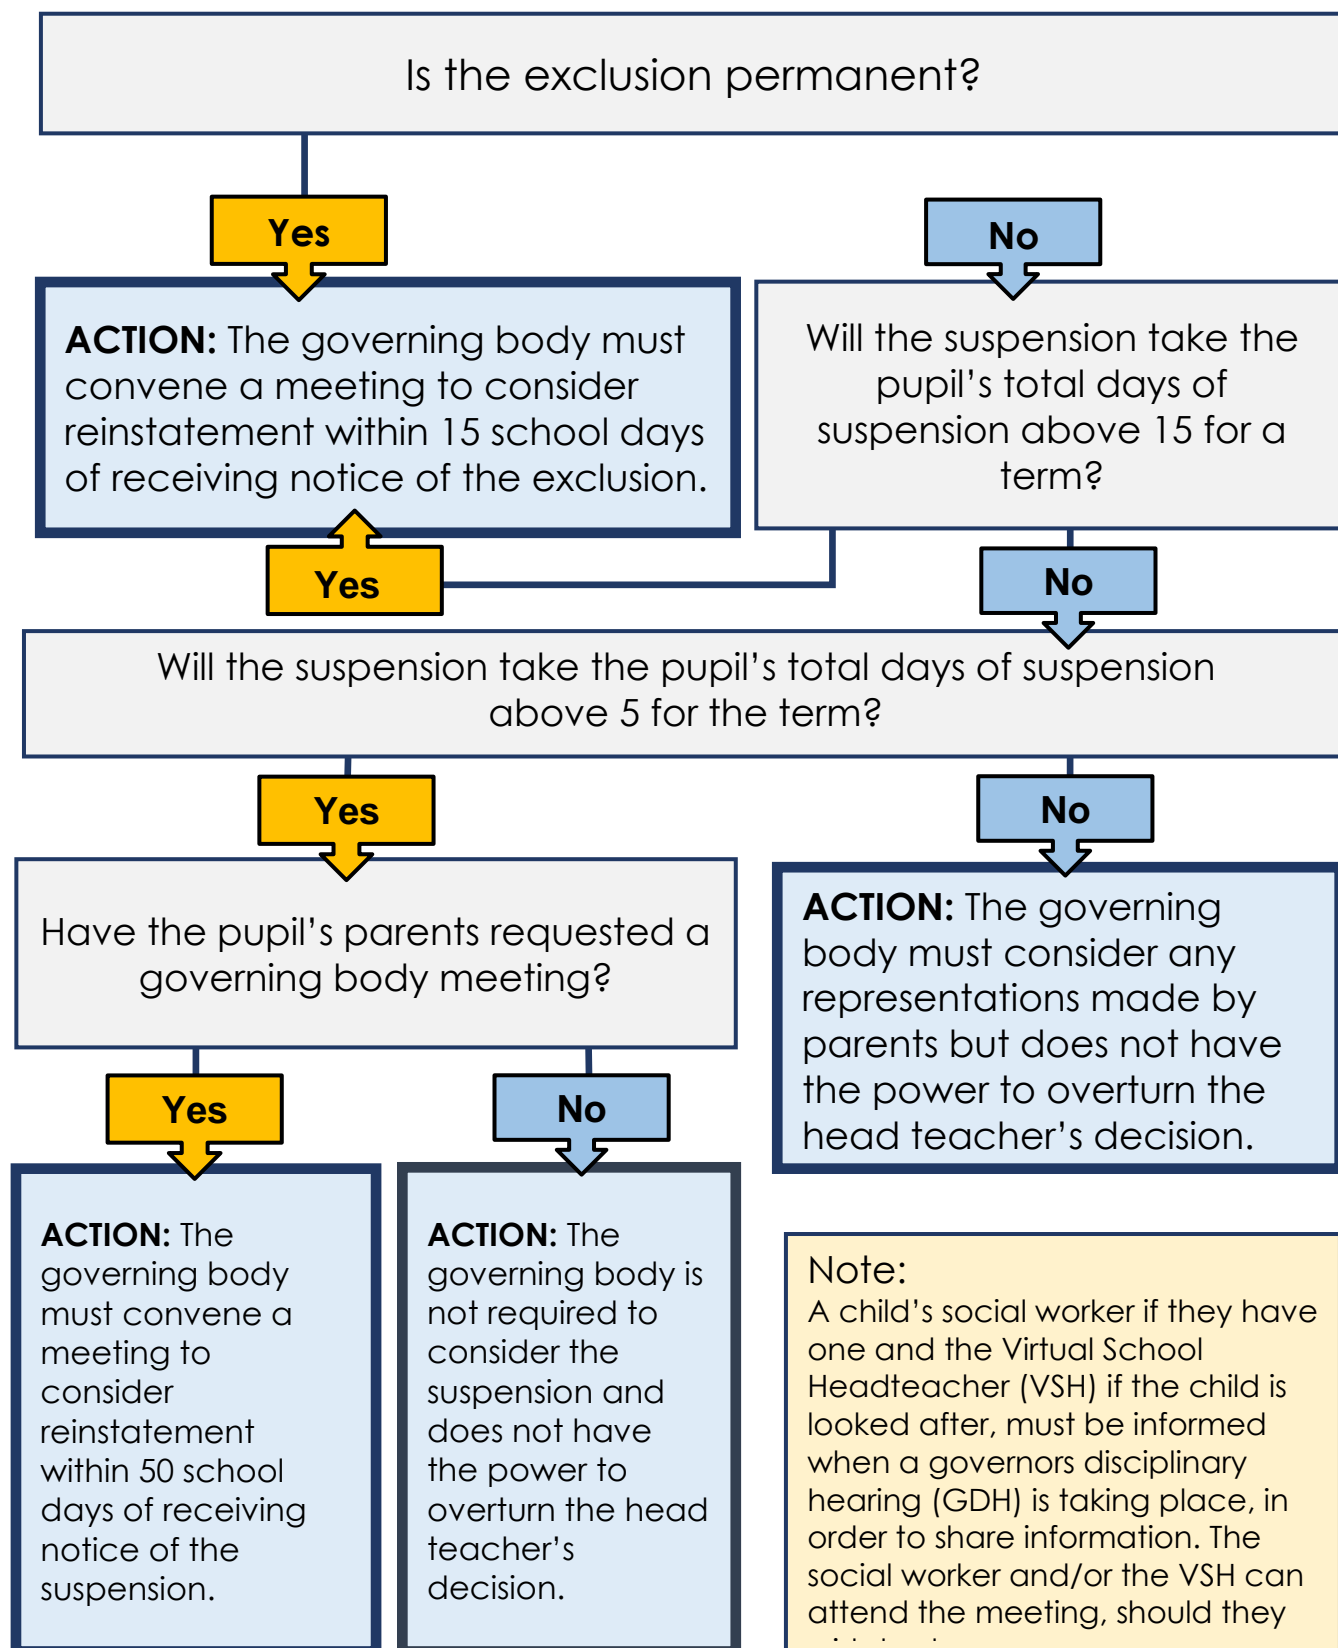 Is the exclusion permanent?
Yes
No
ACTION: The governing body must
convene a meeting to consider
reinstatement within 15 school days
of receiving notice of the exclusion.
Will the suspension take the
pupil’s total days of
suspension above 15 for a
term?
Yes
No
Will the suspension take the pupil’s total days of suspension
above 5 for the term?
Yes
No
Have the pupil’s parents requested a
governing body meeting?
ACTION: The governing
body must consider any
representations made by
parents but does not have
the power to overturn the
head teacher’s decision.
Yes
No
ACTION: The
governing body
must convene a
meeting to
consider
reinstatement
within 50 school
days of receiving
notice of the
suspension.
ACTION: The
governing body is
not required to
consider the
suspension and
does not have
the power to
overturn the head
teacher’s
decision.
Note:
A child’s social worker if they have
one and the Virtual School
Headteacher (VSH) if the child is
looked after, must be informed
when a governors disciplinary
hearing (GDH) is taking place, in
order to share information. The
social worker and/or the VSH can
attend the meeting, should they